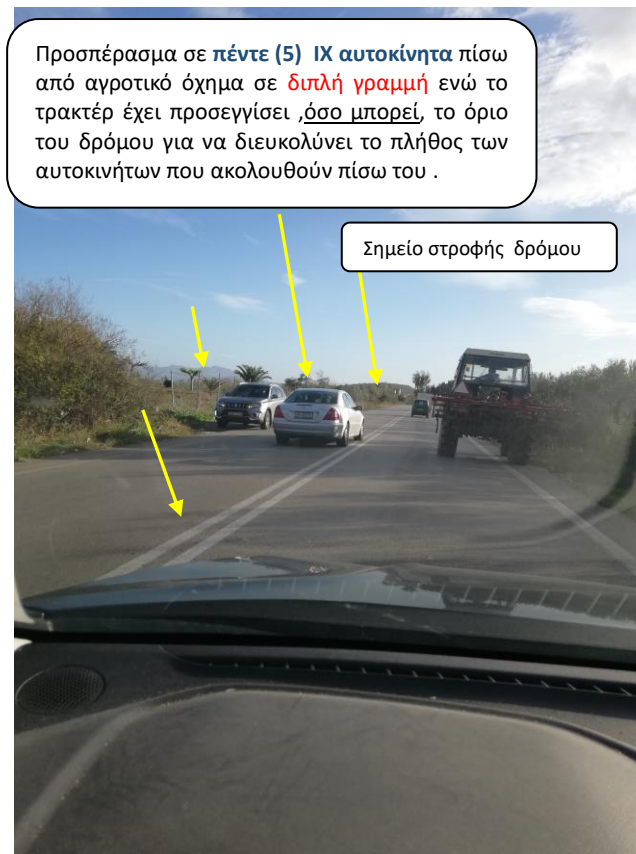 Προσπέρασμα σε πέντε (5) ΙΧ αυτοκίνητα πίσω
από αγροτικό όχημα σε διπλή γραμμή ενώ το
τρακτέρ έχει προσεγγίσει ,όσο μπορεί, το όριο
του δρόμου για να διευκολύνει το πλήθος των
αυτοκινήτων που ακολουθούν πίσω του .
Σημείο στροφής δρόμου